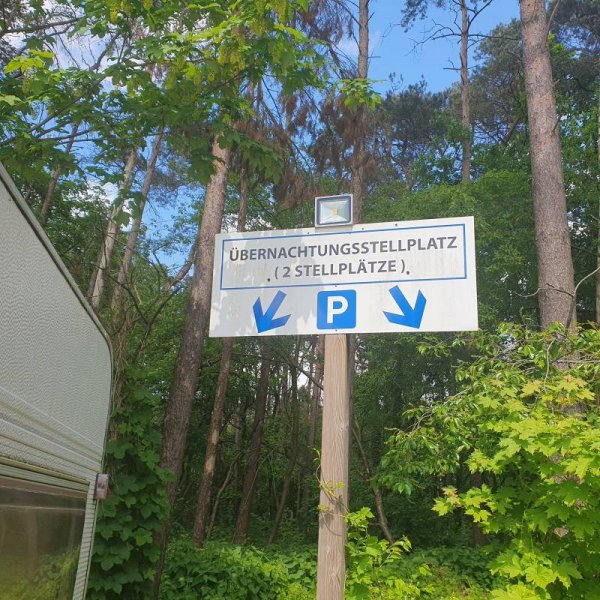 ÜBERNACHTUNGSSTELLPLATZ
( 2 STELLPLÄTZE )
P